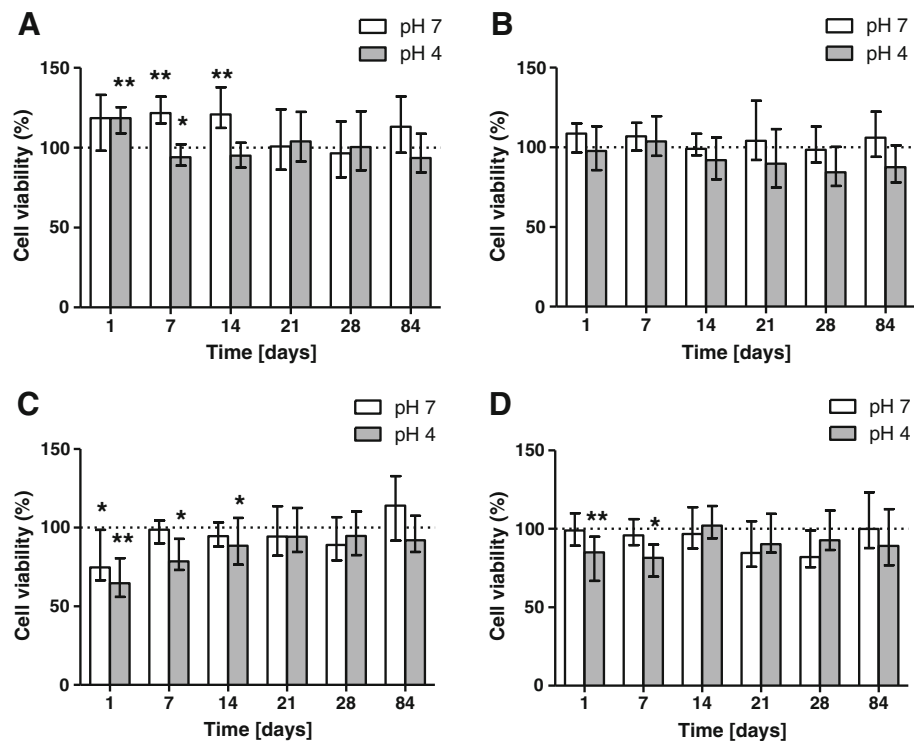 A
pH 7
pH 4
Cell viability (%)
150
100
50
0
** ** ** *
1 7 14 21 28 84
Time [days]
B
pH 7
pH 4
Cell viability (%)
150
100
50
0
1 7 14 21 28 84
Time [days]
C
pH 7
pH 4
Cell viability (%)
150
100
50
0
* ** * *
1 7 14 21 28 84
Time [days]
D
pH 7
pH 4
Cell viability (%)
150
100
50
0
** *
1 7 14 21 28 84
Time [days]